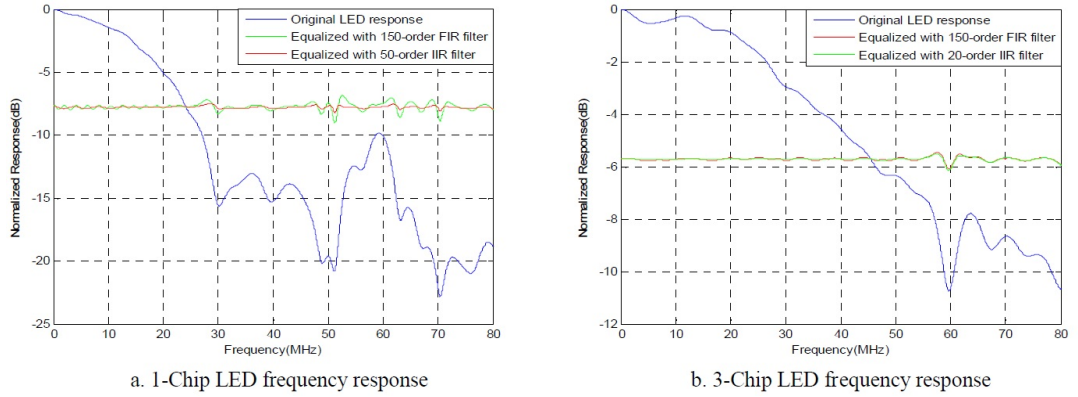 Original LED response
Equalized with 150-order FIR filter
Equalized with 50-order IIR filter
0
-5
-10
-15
-20
-25
Normalized Response(dB)
0 10 20 30 40 50 60 70 80
Frequency(MHz)
a. 1-Chip LED frequency response
Original LED response
Equalized with 150-order FIR filter
Equalized with 20-order IIR filter
0
-2
-4
-6
-8
-10
-12
Normalized Response(dB)
0 10 20 30 40 50 60 70 80
Frequency(MHz)
b. 3-Chip LED frequency response